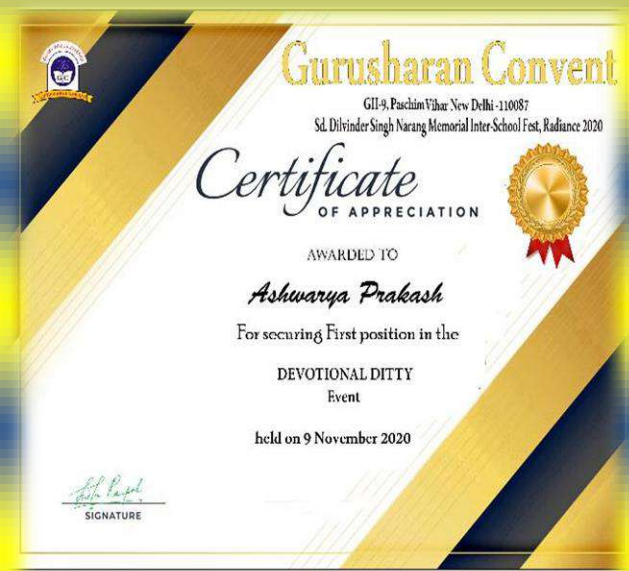 Gurusharan Convent
GH-9, Paschim Vihar New Delhi -110087
Sd. Dilvinder Singh Narang Memorial Inter-School Fest, Radiance 2020
Certificate
OF APPRECIATION
AWARDED TO
Ashwarya Prakash
For securing First position in the
DEVOTIONAL DITTY
Event
held on 9 November 2020
SIGNATURE